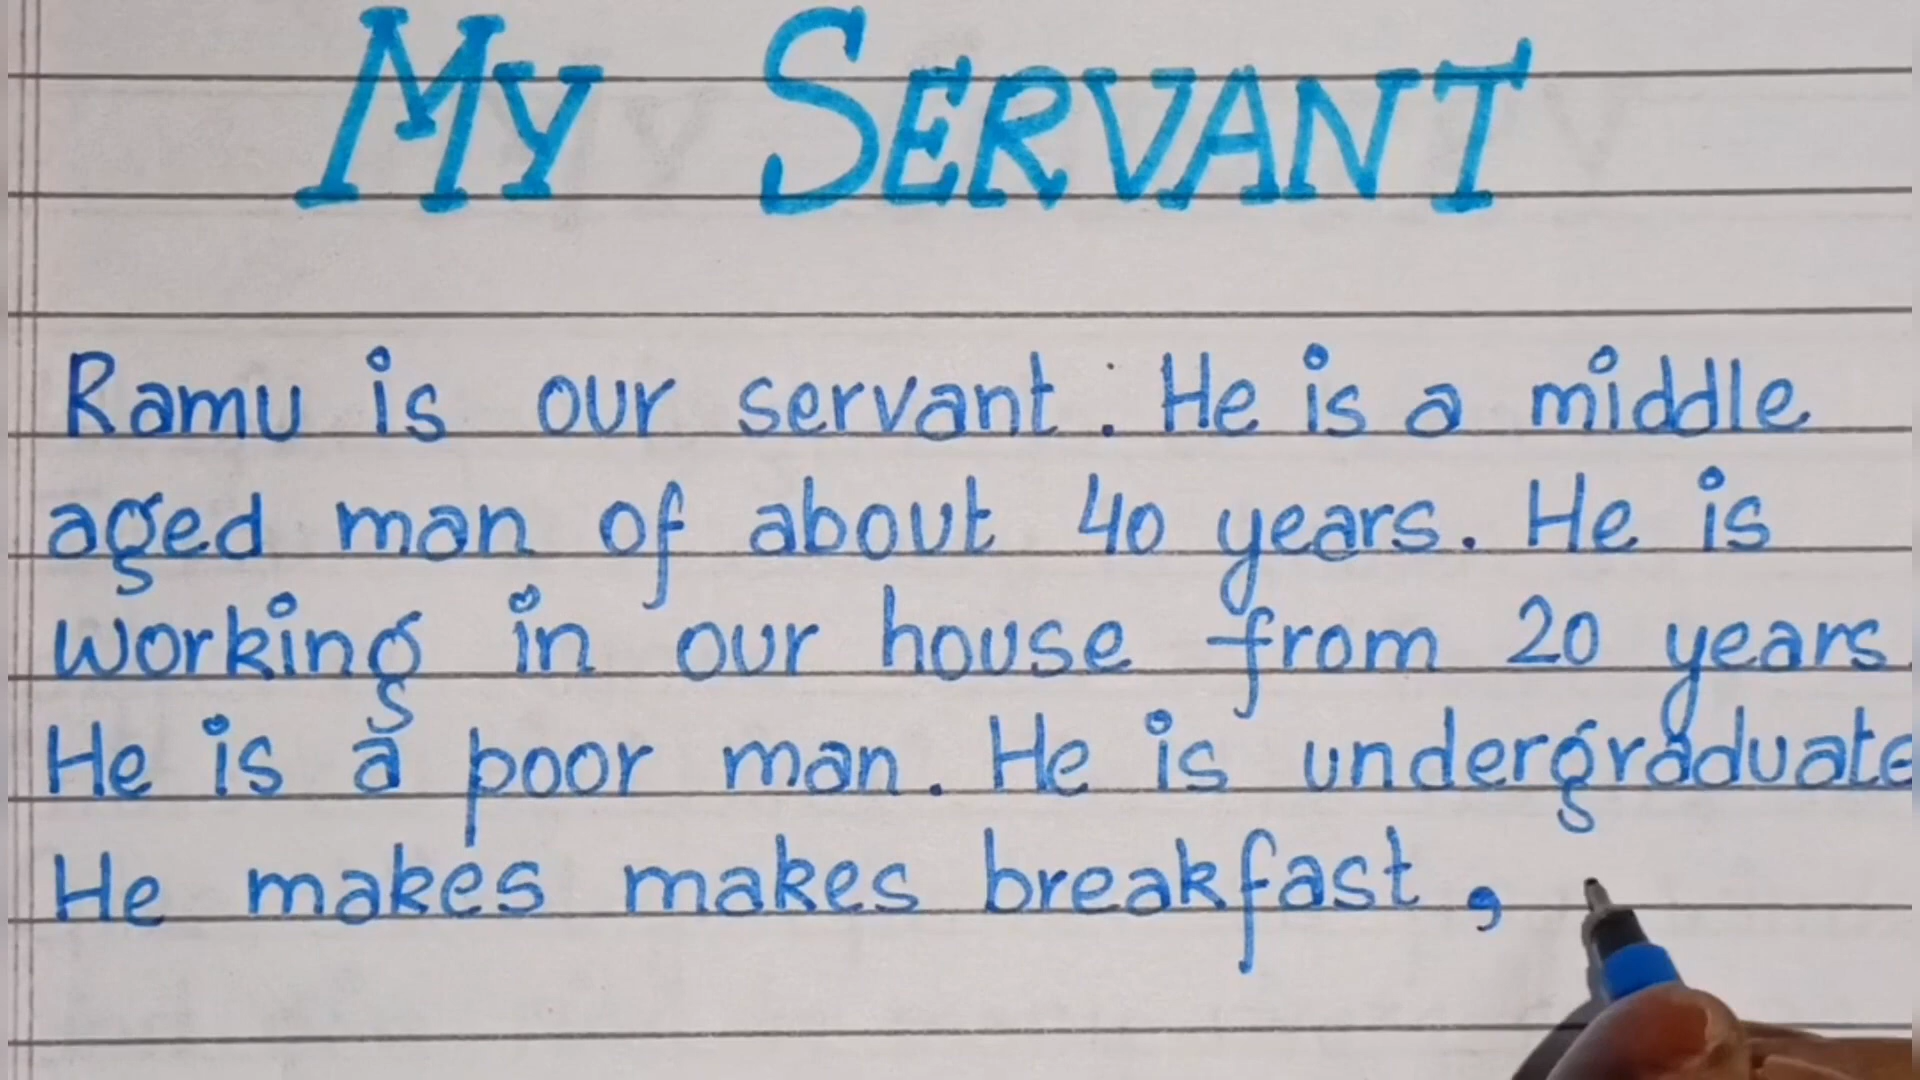 MY SERVANT
Ramu is our servant. He is a middle
aged man of about 40 years. He is
working in our house from 20 years.
He is a poor man. He is undergraduate
He makes makes breakfast,